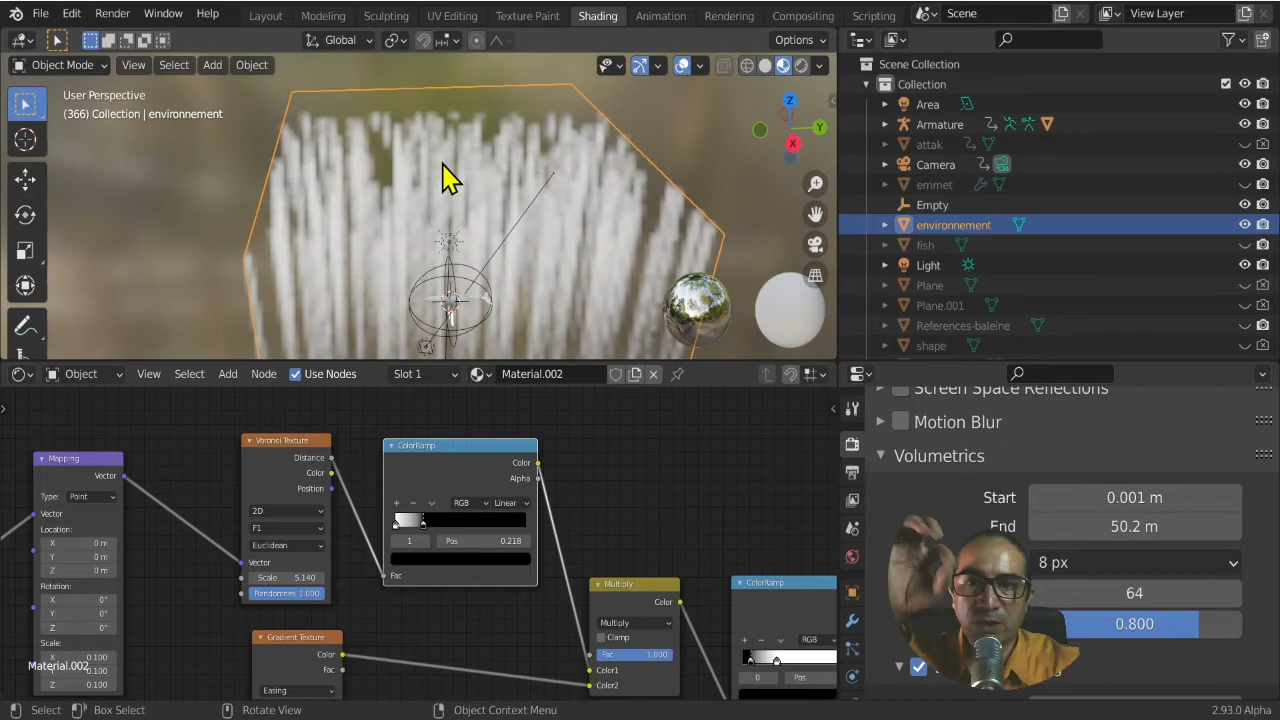 File Edit Render Window Help Layout Modeling Sculpting UV Editing Texture Paint Shading Animation Rendering Compositing Scripting Scene View Layer
Global Options
Object Mode View Select Add Object
User Perspective
(366) Collection | environnement
Z
Y
X
Scene Collection
Collection
Area
Armature
attak
Camera
emmet
Empty
environnement
fish
Light
Plane
Plane.001
References-baleine
shape
Object View Select Add Node Use Nodes Slot 1 Material.002
Mapping
Vector
Type: Point
Vector
Location:
X 0 m
Y 0 m
Z 0 m
Rotation:
X 0°
Y 0°
Z 0°
Scale:
X 0.100
Y 0.100
Z 0.100
Material.002
Voronoi Texture
Distance
Color
Position
2D
F1
Euclidean
Vector
Scale 5.140
Randomnes 1.000
Gradient Texture
Color
Fac
Easing
ColorRamp
Color
Alpha
RGB Linear
1 Pos 0.218
Fac
Multiply
Color
Multiply
Clamp
Fac 1.000
Color1
Color2
ColorRamp
RGB
0 Pos
Screen Space Reflections
Motion Blur
Volumetrics
Start 0.001 m
End 50.2 m
8 px
64
0.800
Select Box Select Rotate View Object Context Menu 2.93.0 Alpha